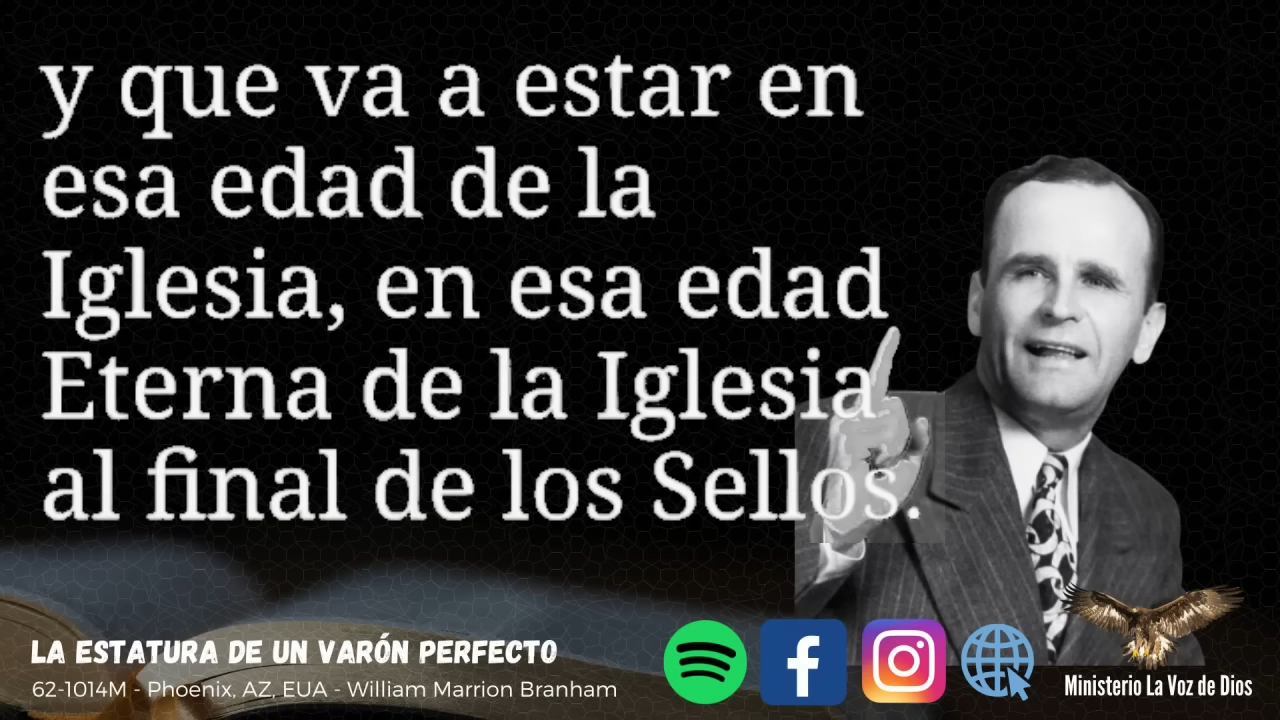 y que va a estar en
esa edad de la
Iglesia, en esa edad
Eterna de la Iglesia
al final de los Sellos.
LA ESTATURA DE UN VARÓN PERFECTO
62-1014M - Phoenix, AZ, EUA - William Marrion Branham
Ministerio La Voz de Dios